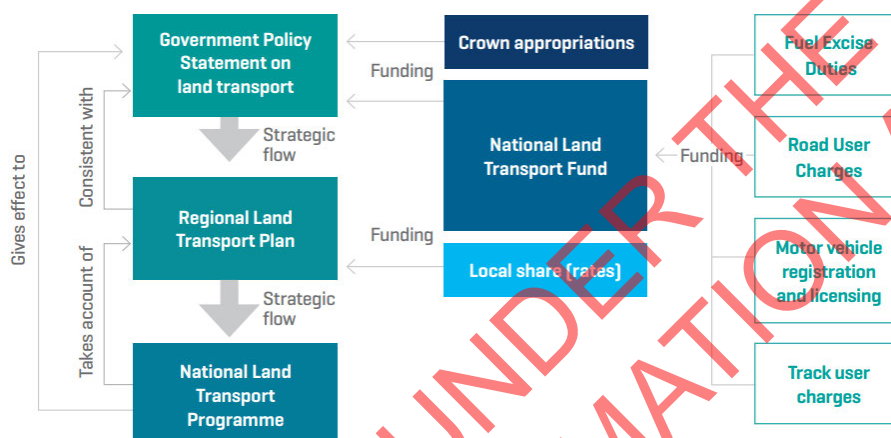 Government Policy
Statement on
land transport
Crown appropriations
Fuel Excise
Duties
Funding
Gives effect to
Consistent with
Strategic
flow
National Land
Transport Fund
Funding
Road User
Charges
Regional Land
Transport Plan
Funding
Local share (rates)
Motor vehicle
registration
and licensing
Takes account of
Strategic
flow
National Land
Transport
Programme
Track user
charges
UNDER THE
MATION